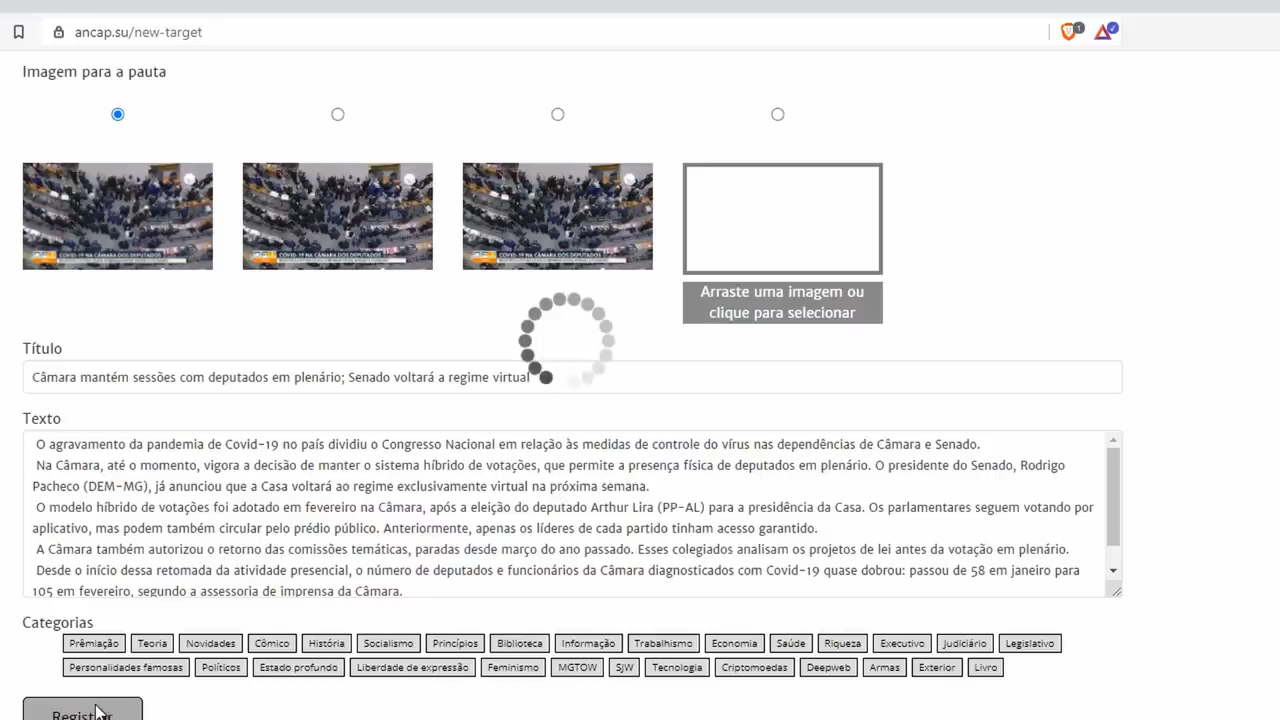 ancap.su/new-target
1
Imagem para a pauta
COVID-19 NA CÂMARA DOS DEPUTADOS
COVID-19 NA CÂMARA DOS DEPUTADOS
COVID-19 NA CÂMARA DOS DEPUTADOS
Arraste uma imagem ou
clique para selecionar
Título
Câmara mantém sessões com deputados em plenário; Senado voltará a regime virtual
Texto
O agravamento da pandemia de Covid-19 no país dividiu o Congresso Nacional em relação às medidas de controle do vírus nas dependências de Câmara e Senado.
Na Câmara, até o momento, vigora a decisão de manter o sistema híbrido de votações, que permite a presença física de deputados em plenário. O presidente do Senado, Rodrigo
Pacheco (DEM-MG), já anunciou que a Casa voltará ao regime exclusivamente virtual na próxima semana.
O modelo híbrido de votações foi adotado em fevereiro na Câmara, após a eleição do deputado Arthur Lira (PP-AL) para a presidência da Casa. Os parlamentares seguem votando por
aplicativo, mas podem também circular pelo prédio público. Anteriormente, apenas os líderes de cada partido tinham acesso garantido.
A Câmara também autorizou o retorno das comissões temáticas, paradas desde março do ano passado. Esses colegiados analisam os projetos de lei antes da votação em plenário.
Desde o início dessa retomada da atividade presencial, o número de deputados e funcionários da Câmara diagnosticados com Covid-19 quase dobrou: passou de 58 em janeiro para
105 em fevereiro, segundo a assessoria de imprensa da Câmara.
Categorias
Prêmiação Teoria Novidades Cômico História Socialismo Princípios Biblioteca Informação Trabalhismo Economia Saúde Riqueza Executivo Judiciário Legislativo
Personalidades famosas Políticos Estado profundo Liberdade de expressão Feminismo MGTOW SJW Tecnologia Criptomoedas Deepweb Armas Exterior Livro
Registrar